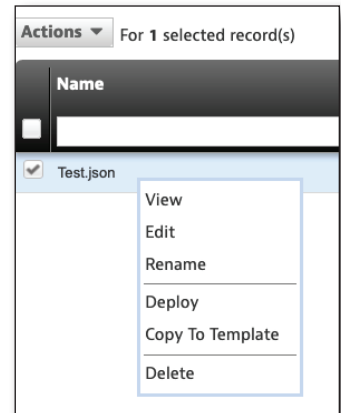 Actions For 1 selected record(s)
Name
Test.json
View
Edit
Rename
Deploy
Copy To Template
Delete